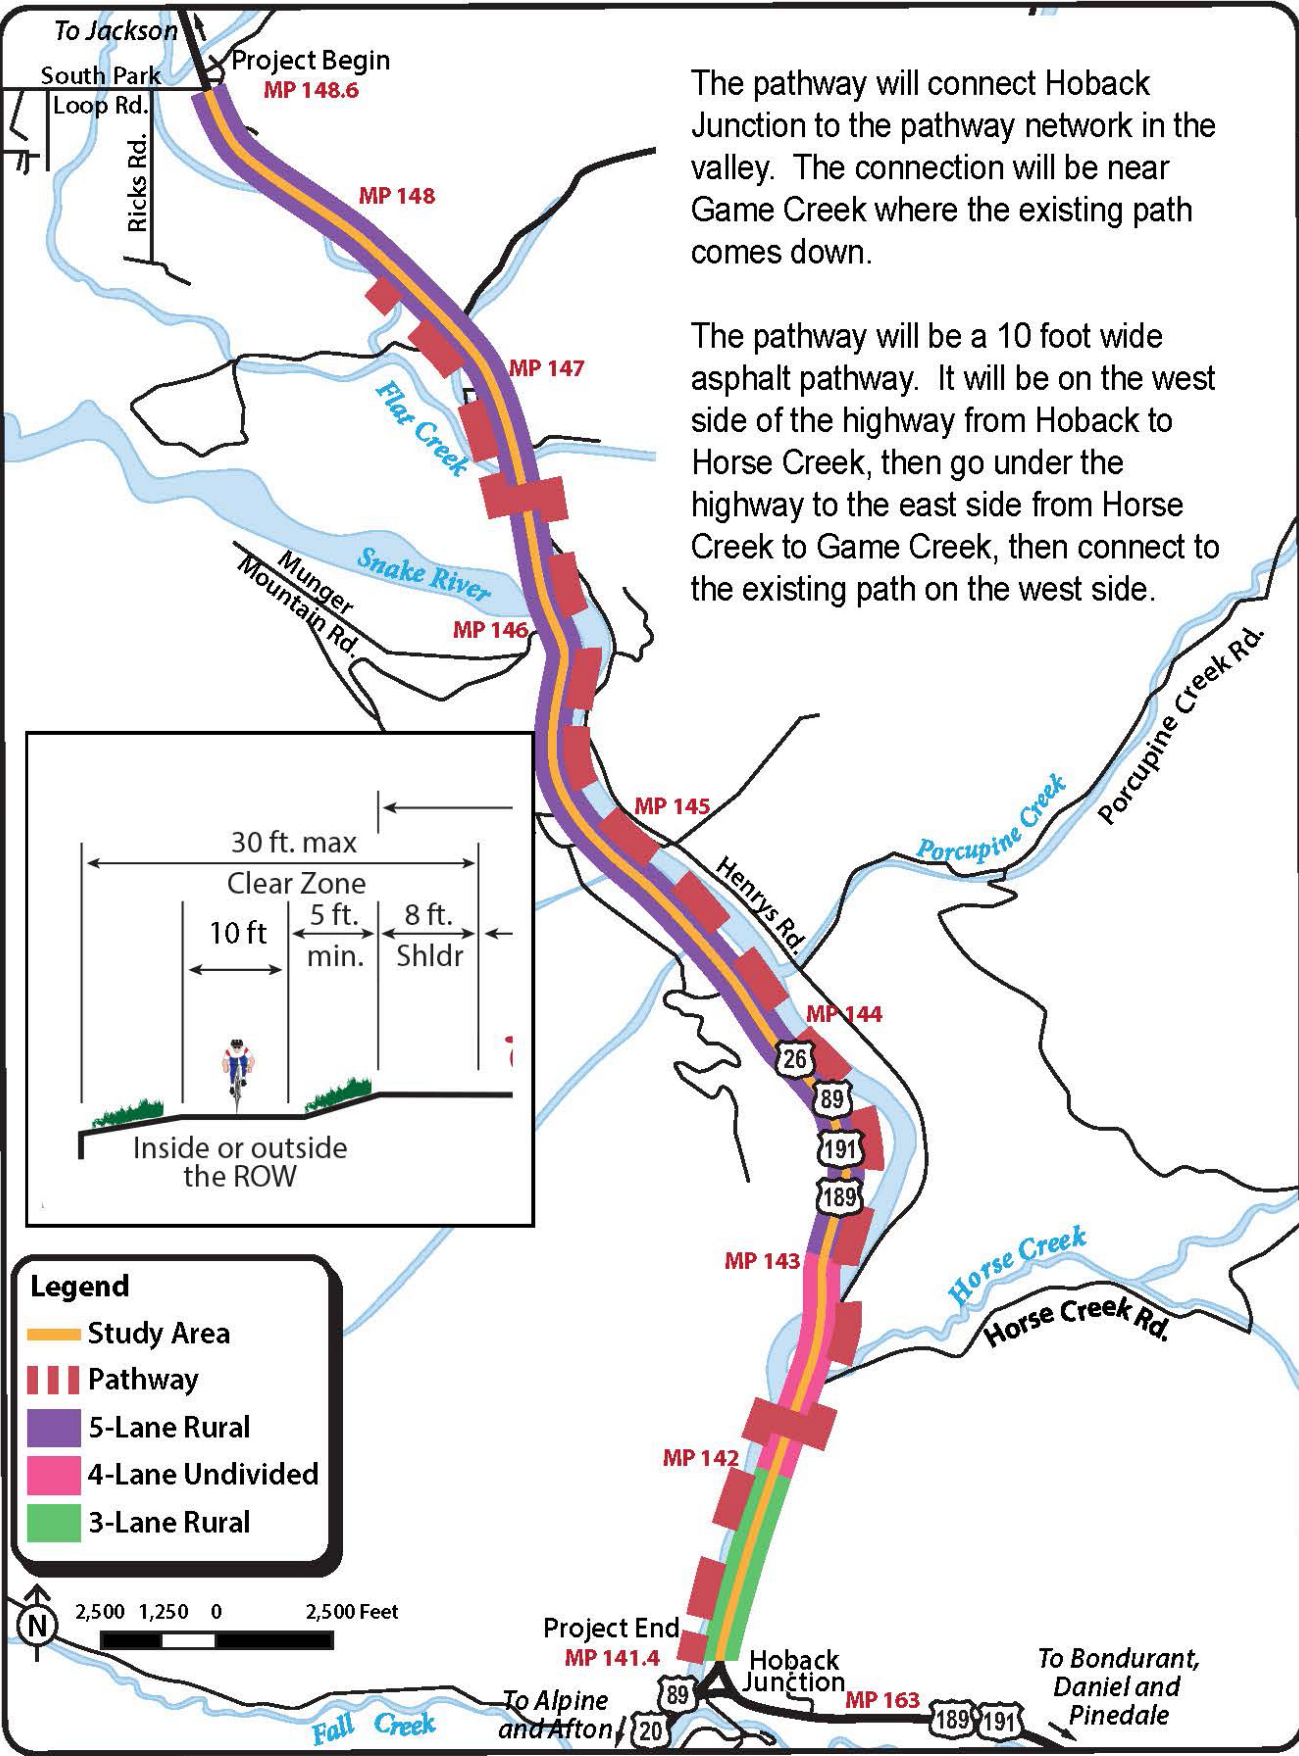 To Jackson
Project Begin
MP 148.6
South Park
Loop Rd.
Ricks Rd.
MP 148
The pathway will connect Hoback
Junction to the pathway network in the
valley.  The connection will be near
Game Creek where the existing path
comes down.
The pathway will be a 10 foot wide
asphalt pathway.  It will be on the west
side of the highway from Hoback to
Horse Creek, then go under the
highway to the east side from Horse
Creek to Game Creek, then connect to
the existing path on the west side.
MP 147
Flat Creek
Snake River
Munger
Mountain Rd.
MP 146
Porcupine Creek Rd.
Porcupine Creek
MP 145
Henrys Rd.
30 ft. max
Clear Zone
10 ft
5 ft.
min.
8 ft.
Shldr
Inside or outside
the ROW
MP 144
26
89
191
189
MP 143
Horse Creek
Horse Creek Rd.
Legend
Study Area
Pathway
5-Lane Rural
4-Lane Undivided
3-Lane Rural
MP 142
N
2,500 1,250 0 2,500 Feet
Project End
MP 141.4
Hoback
Junction
MP 163
To Bondurant,
Daniel and
Pinedale
189 191
89
20
To Alpine
and Afton
Fall Creek